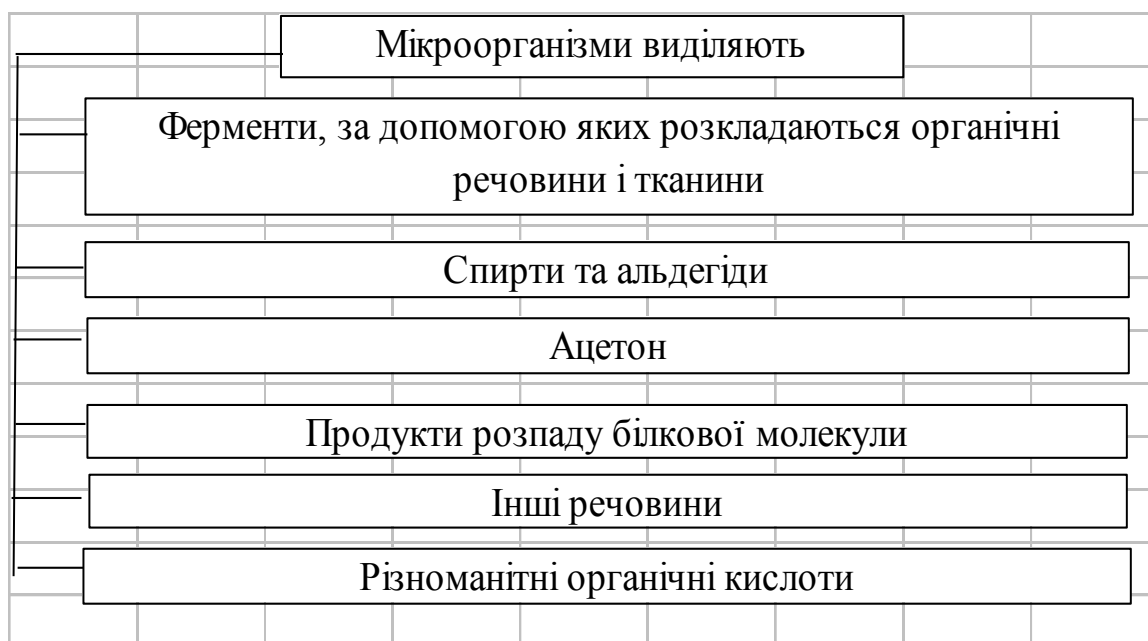 Мікроорганізми виділяють
Ферменти, за допомогою яких розкладаються органічні
речовини і тканини
Спирти та альдегіди
Ацетон
Продукти розпаду білкової молекули
Інші речовини
Різноманітні органічні кислоти